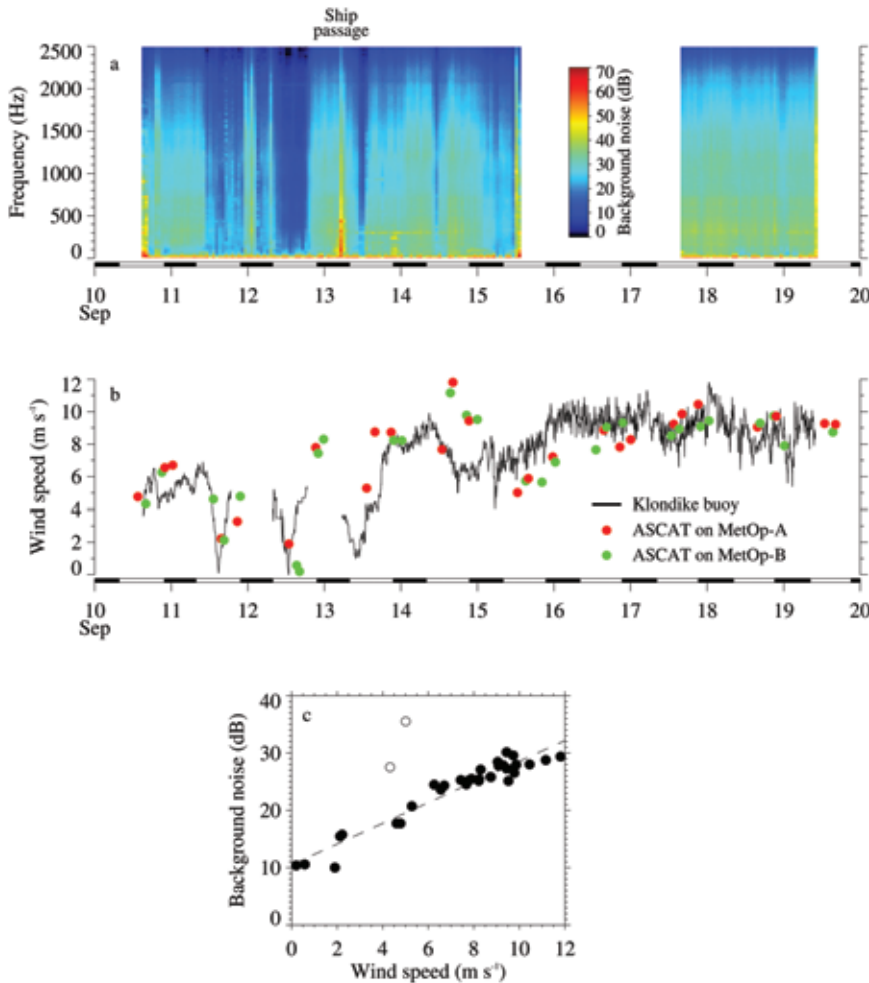 Ship
passage
a
2500
2000
1500
1000
500
0
Frequency (Hz)
70
60
50
40
30
20
10
0
Background noise (dB)
10 11 12 13 14 15 16 17 18 19 20
Sep
b
12
10
8
6
4
2
0
Wind speed (m s⁻¹)
Klondike buoy
ASCAT on MetOp-A
ASCAT on MetOp-B
10 11 12 13 14 15 16 17 18 19 20
Sep
c
40
30
20
10
0
Background noise (dB)
0 2 4 6 8 10 12
Wind speed (m s⁻¹)